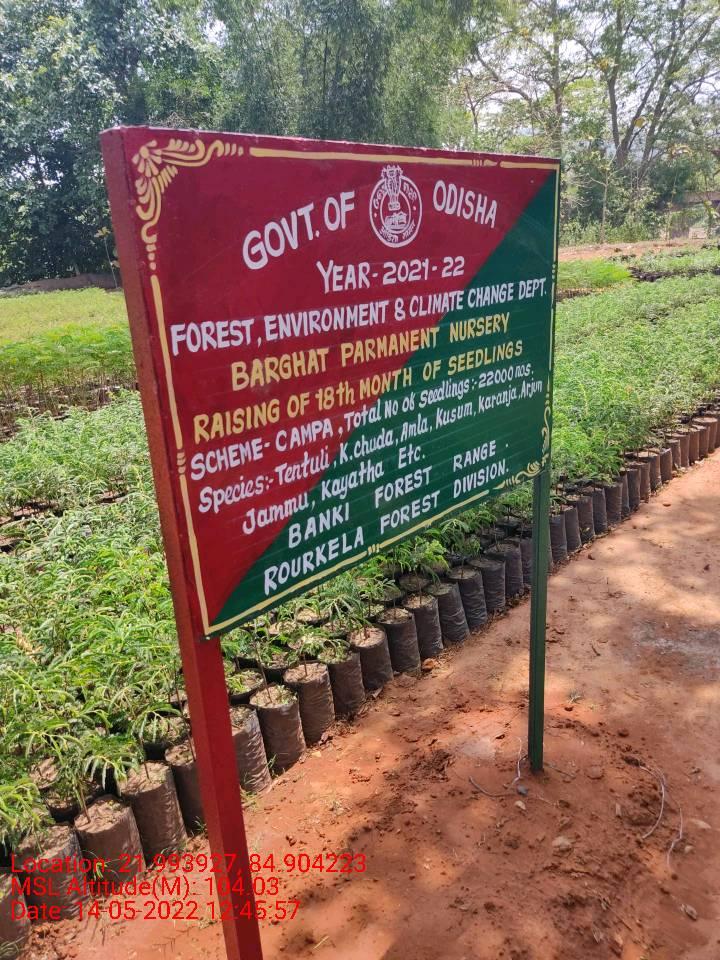 GOVT. OF ODISHA
YEAR-2021-22
FOREST, ENVIRONMENT & CLIMATE CHANGE DEPT.
BARGHAT PARMANENT NURSERY
RAISING OF 18th MONTH OF SEEDLINGS
SCHEME- CAMPA, Total No of Seedlings:-22000 nos.
Species:- Tentuli, K.chuda, Amla, Kusum, Karanja, Arjun
Jammu, Kayatha Etc.
BANKI FOREST RANGE.
ROURKELA FOREST DIVISION.
Location: 21.993927, 84.904223
MSL Altitude(M): 104.03
Date: 14-05-2022 12:45:57